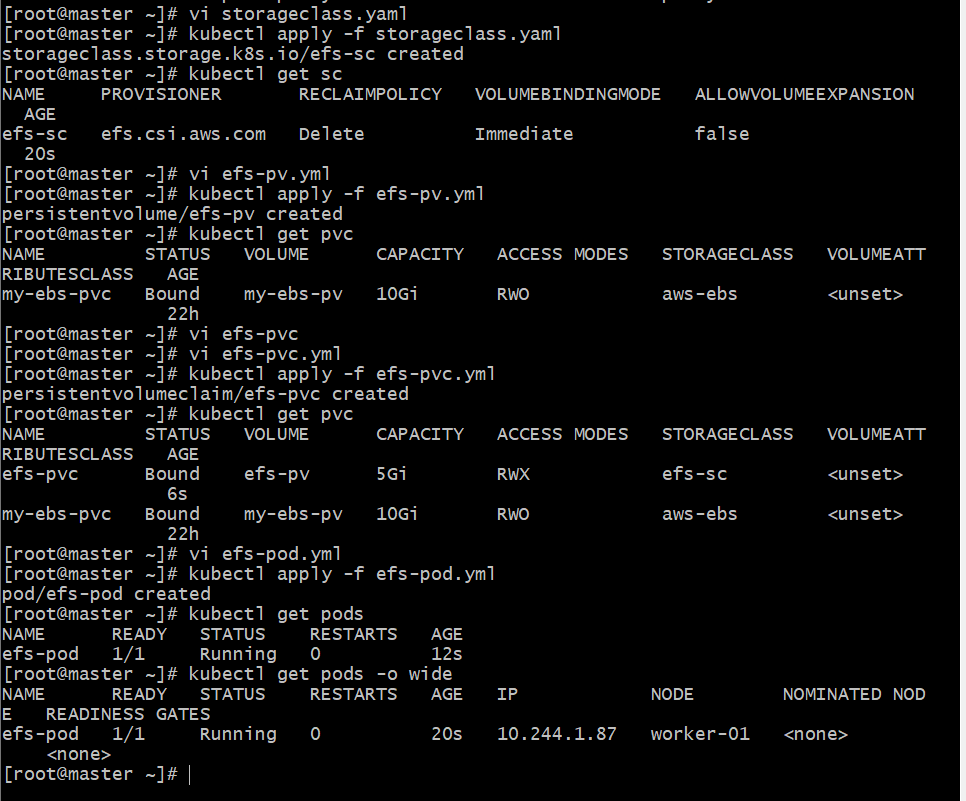 [root@master ~]# vi storageclass.yaml
[root@master ~]# kubectl apply -f storageclass.yaml
storageclass.storage.k8s.io/efs-sc created
[root@master ~]# kubectl get sc
NAME     PROVISIONER       RECLAIMPOLICY   VOLUMEBINDINGMODE   ALLOWVOLUMEEXPANSION
  AGE
efs-sc   efs.csi.aws.com   Delete          Immediate           false
  20s
[root@master ~]# vi efs-pv.yml
[root@master ~]# kubectl apply -f efs-pv.yml
persistentvolume/efs-pv created
[root@master ~]# kubectl get pvc
NAME         STATUS   VOLUME      CAPACITY   ACCESS MODES   STORAGECLASS   VOLUMEATT
RIBUTESCLASS   AGE
my-ebs-pvc   Bound    my-ebs-pv   10Gi       RWO            aws-ebs        <unset>
               22h
[root@master ~]# vi efs-pvc
[root@master ~]# vi efs-pvc.yml
[root@master ~]# kubectl apply -f efs-pvc.yml
persistentvolumeclaim/efs-pvc created
[root@master ~]# kubectl get pvc
NAME         STATUS   VOLUME      CAPACITY   ACCESS MODES   STORAGECLASS   VOLUMEATT
RIBUTESCLASS   AGE
efs-pvc      Bound    efs-pv      5Gi        RWX            efs-sc         <unset>
               6s
my-ebs-pvc   Bound    my-ebs-pv   10Gi       RWO            aws-ebs        <unset>
               22h
[root@master ~]# vi efs-pod.yml
[root@master ~]# kubectl apply -f efs-pod.yml
pod/efs-pod created
[root@master ~]# kubectl get pods
NAME      READY   STATUS    RESTARTS   AGE
efs-pod   1/1     Running   0          12s
[root@master ~]# kubectl get pods -o wide
NAME      READY   STATUS    RESTARTS   AGE   IP            NODE        NOMINATED NOD
E   READINESS GATES
efs-pod   1/1     Running   0          20s   10.244.1.87   worker-01   <none>
    <none>
[root@master ~]#